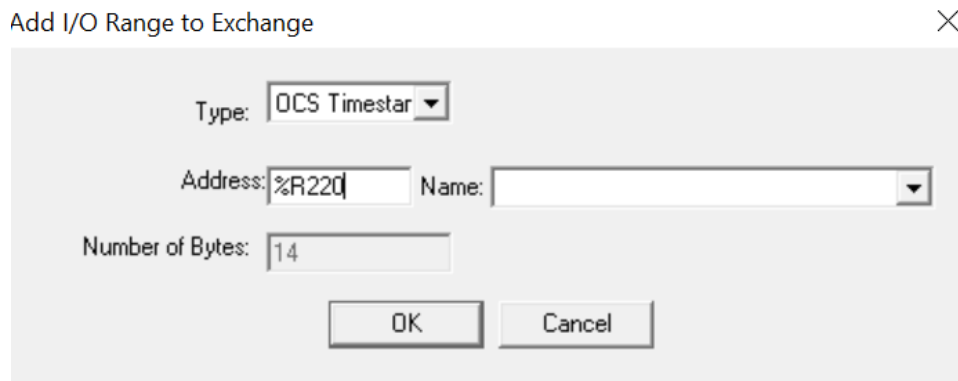 Add I/O Range to Exchange
Type: OCS Timestar
Address: %R220 Name:
Number of Bytes: 14
OK Cancel